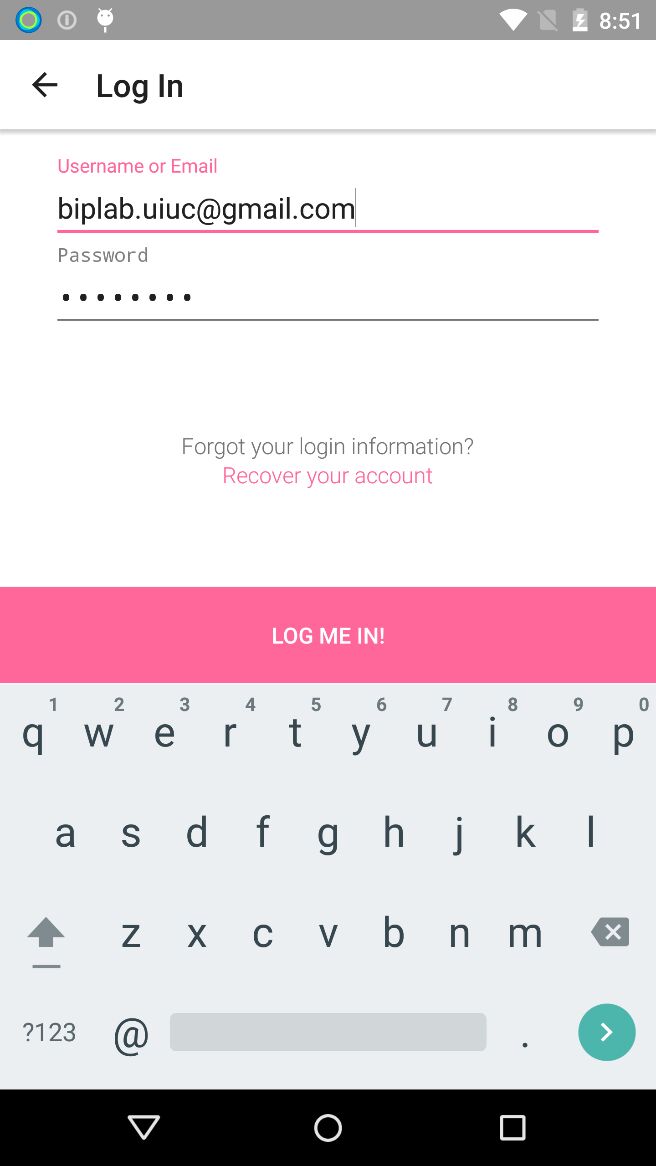 8:51
Log In
Username or Email
biplab.uiuc@gmail.com
Password
••••••••
Forgot your login information?
Recover your account
LOG ME IN!
1 2 3 4 5 6 7 8 9 0
q w e r t y u i o p
a s d f g h j k l
z x c v b n m
?123 @ .